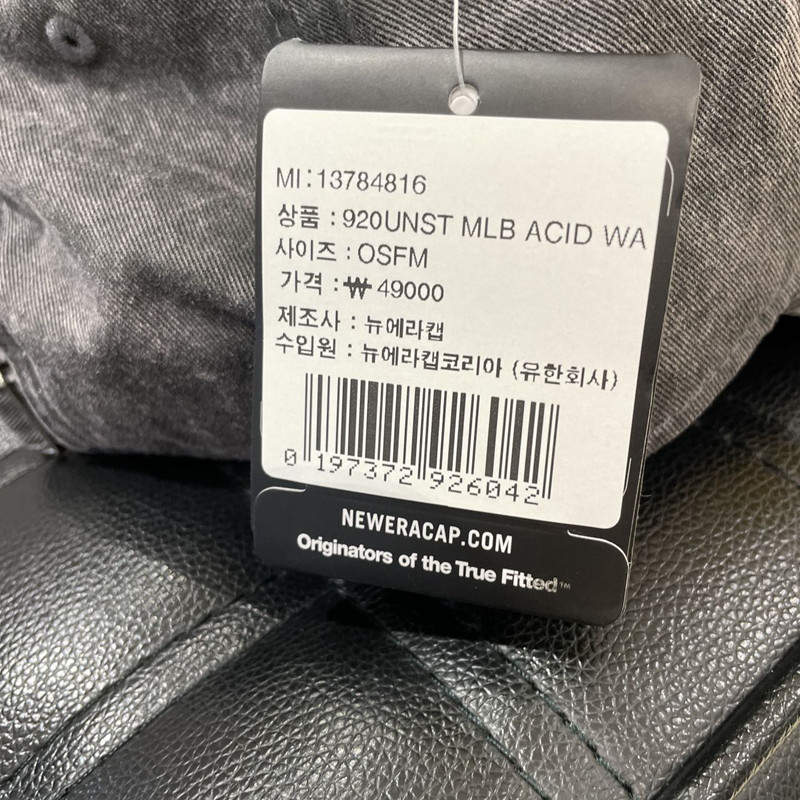 MI:13784816
상품 : 920UNST MLB ACID WA
사이즈 : OSFM
가격 : ₩ 49000
제조사 : 뉴에라캡
수입원 : 뉴에라캡코리아 (유한회사)
0 197372 926042
NEWERACAP.COM
Originators of the True Fitted™